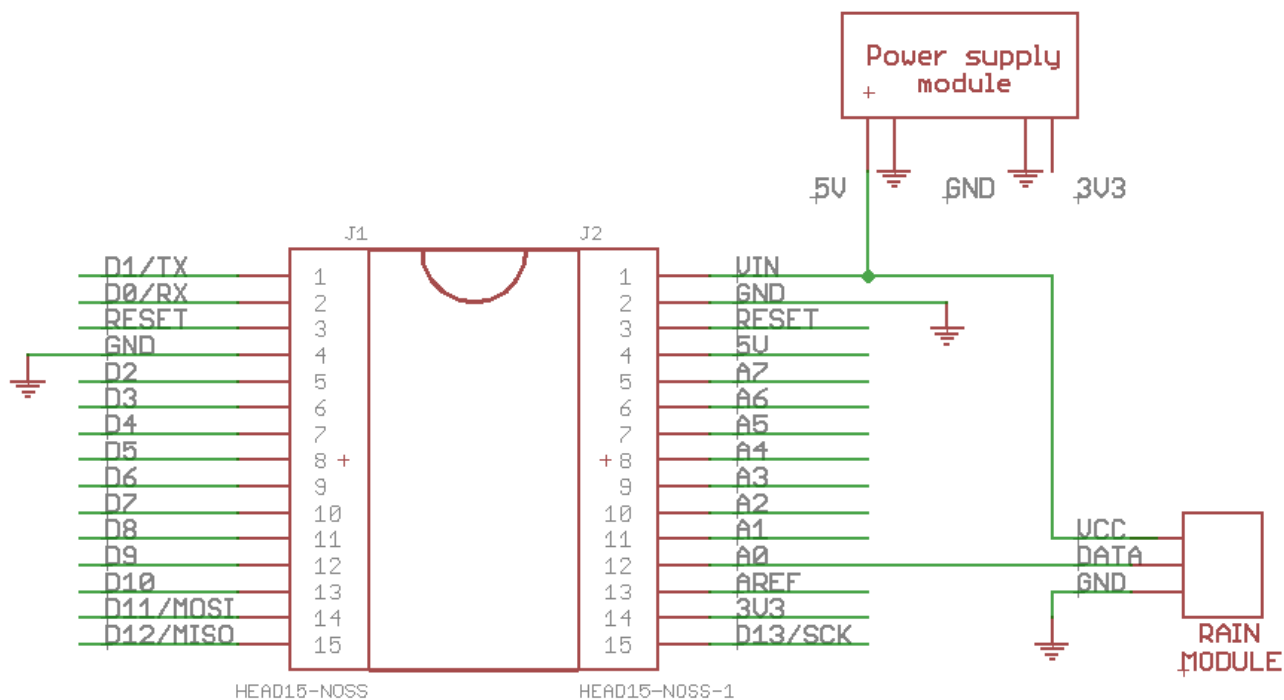 Power supply
module
5V
GND
3V3
J1
J2
D1/TX
1
1
VIN
D0/RX
2
2
GND
RESET
3
3
RESET
GND
4
4
5V
D2
5
5
A7
D3
6
6
A6
D4
7
7
A5
D5
8
8
A4
D6
9
9
A3
D7
10
10
A2
D8
11
11
A1
VCC
D9
12
12
A0
DATA
D10
13
13
AREF
GND
D11/MOSI
14
14
3V3
D12/MISO
15
15
D13/SCK
RAIN
MODULE
HEAD15-NOSS
HEAD15-NOSS-1